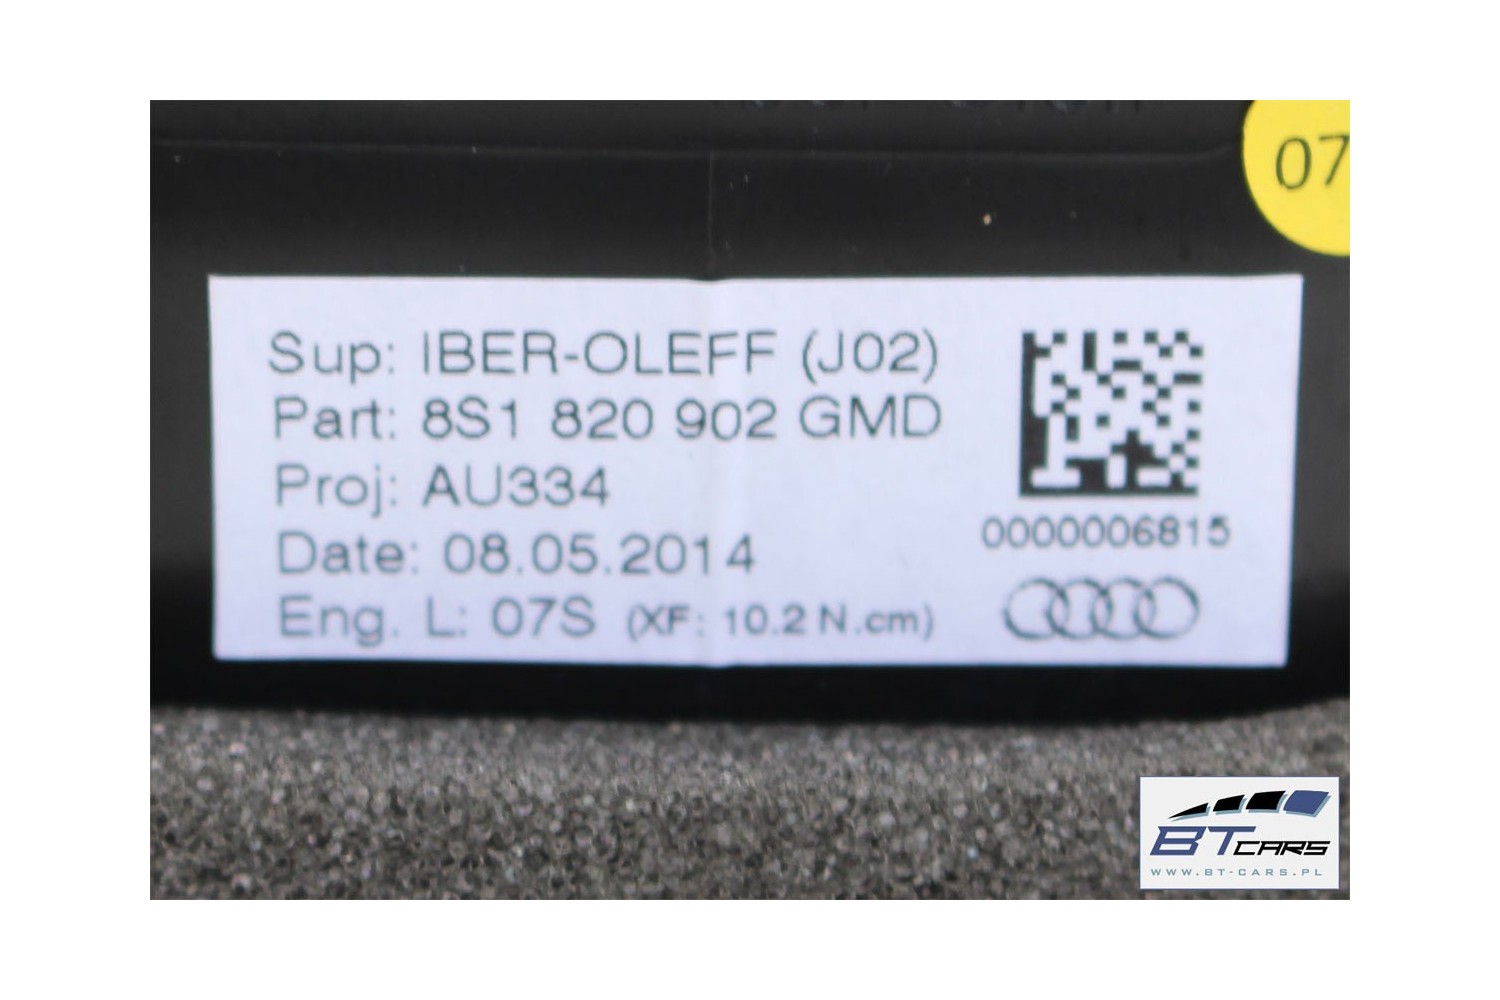 07
Sup: IBER-OLEFF (J02)
Part: 8S1 820 902 GMD
Proj: AU334
Date: 08.05.2014
Eng. L: 07S (XF: 10.2 N.cm)
0000006815
BT CARS
WWW.BT-CARS.PL